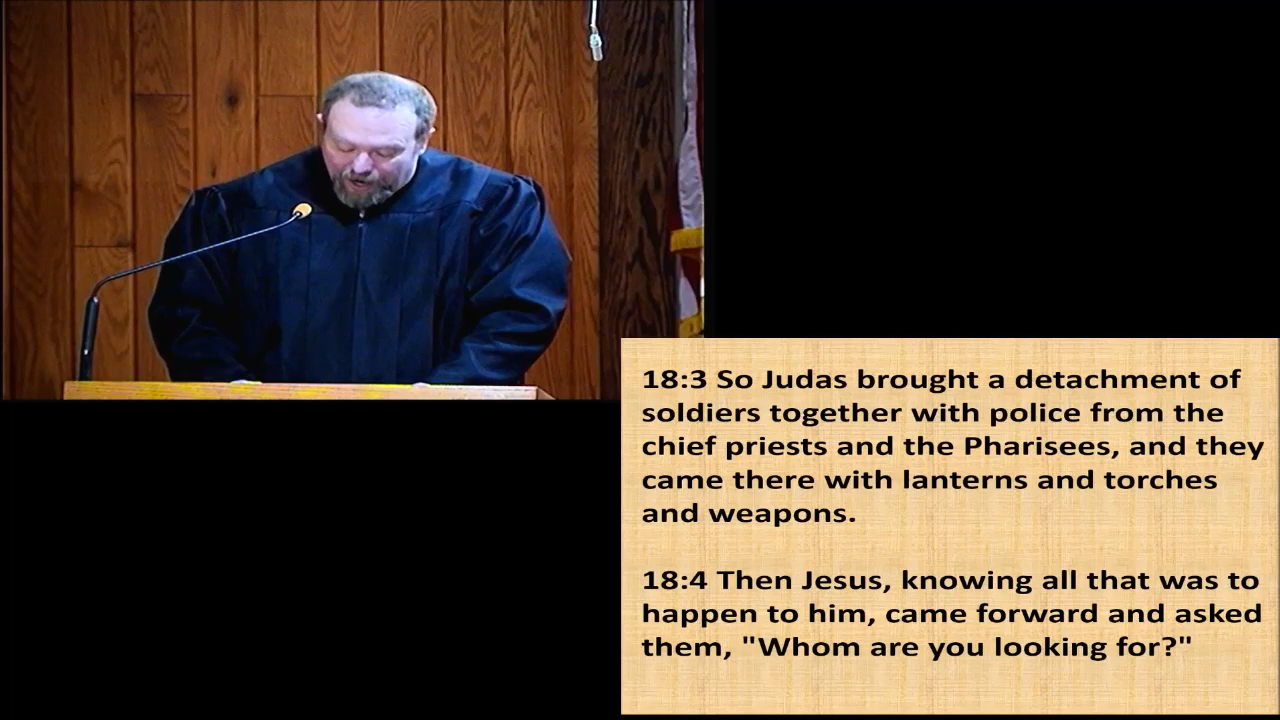 18:3 So Judas brought a detachment of
soldiers together with police from the
chief priests and the Pharisees, and they
came there with lanterns and torches
and weapons.
18:4 Then Jesus, knowing all that was to
happen to him, came forward and asked
them, "Whom are you looking for?"